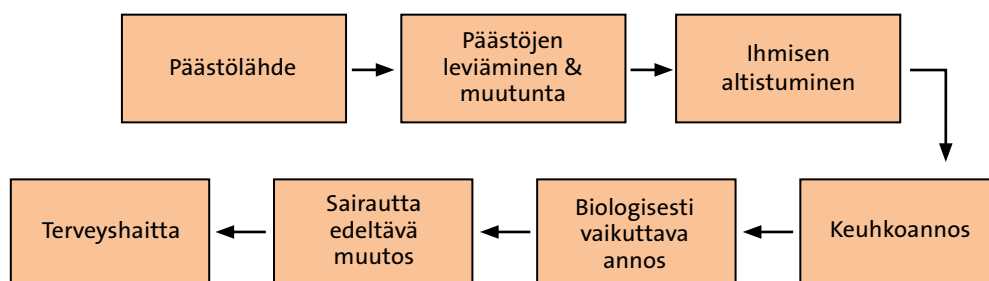 Päästölähde
Päästöjen
leviäminen &
muutunta
Ihmisen
altistuminen
Keuhkoannos
Biologisesti
vaikuttava
annos
Sairautta
edeltävä
muutos
Terveyshaitta